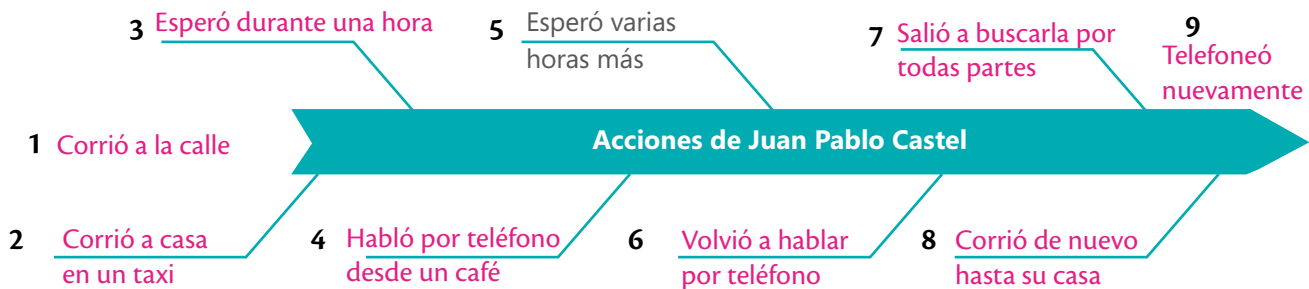 1 Corrió a la calle
2 Corrió a casa
en un taxi
3 Esperó durante una hora
4 Habló por teléfono
desde un café
5 Esperó varias
horas más
6 Volvió a hablar
por teléfono
7 Salió a buscarla por
todas partes
8 Corrió de nuevo
hasta su casa
9
Telefoneó
nuevamente
Acciones de Juan Pablo Castel